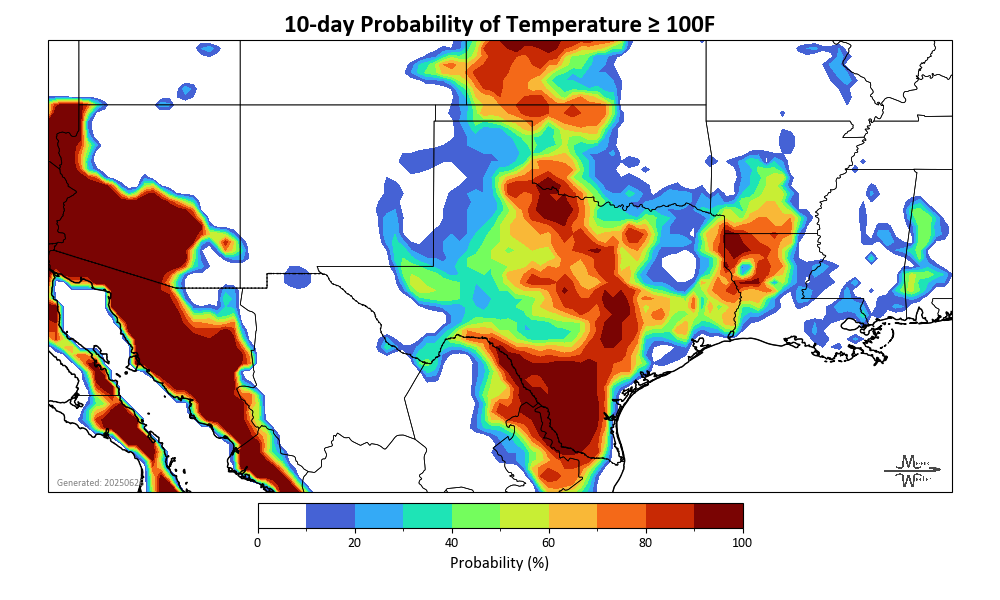 10-day Probability of Temperature ≥ 100F
Generated: 2025062
M
W
0 20 40 60 80 100
Probability (%)